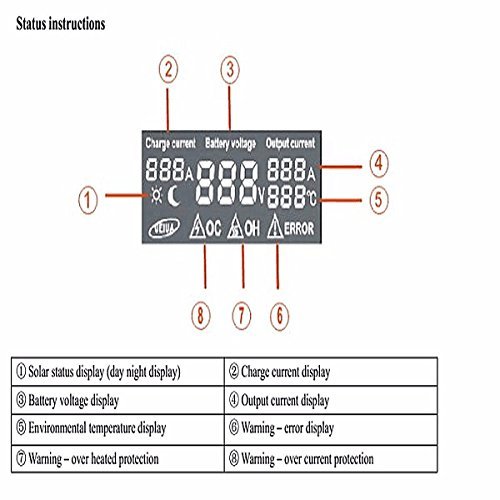 Status instructions
② ③
Charge current Battery voltage Output current
888A 888V 888A
888℃
④
① ⑤
OC OH ERROR
⑧ ⑦ ⑥
① Solar status display (day night display) ② Charge current display
③ Battery voltage display ④ Output current display
⑤ Environmental temperature display ⑥ Warning – error display
⑦ Warning – over heated protection ⑧ Warning – over current protection